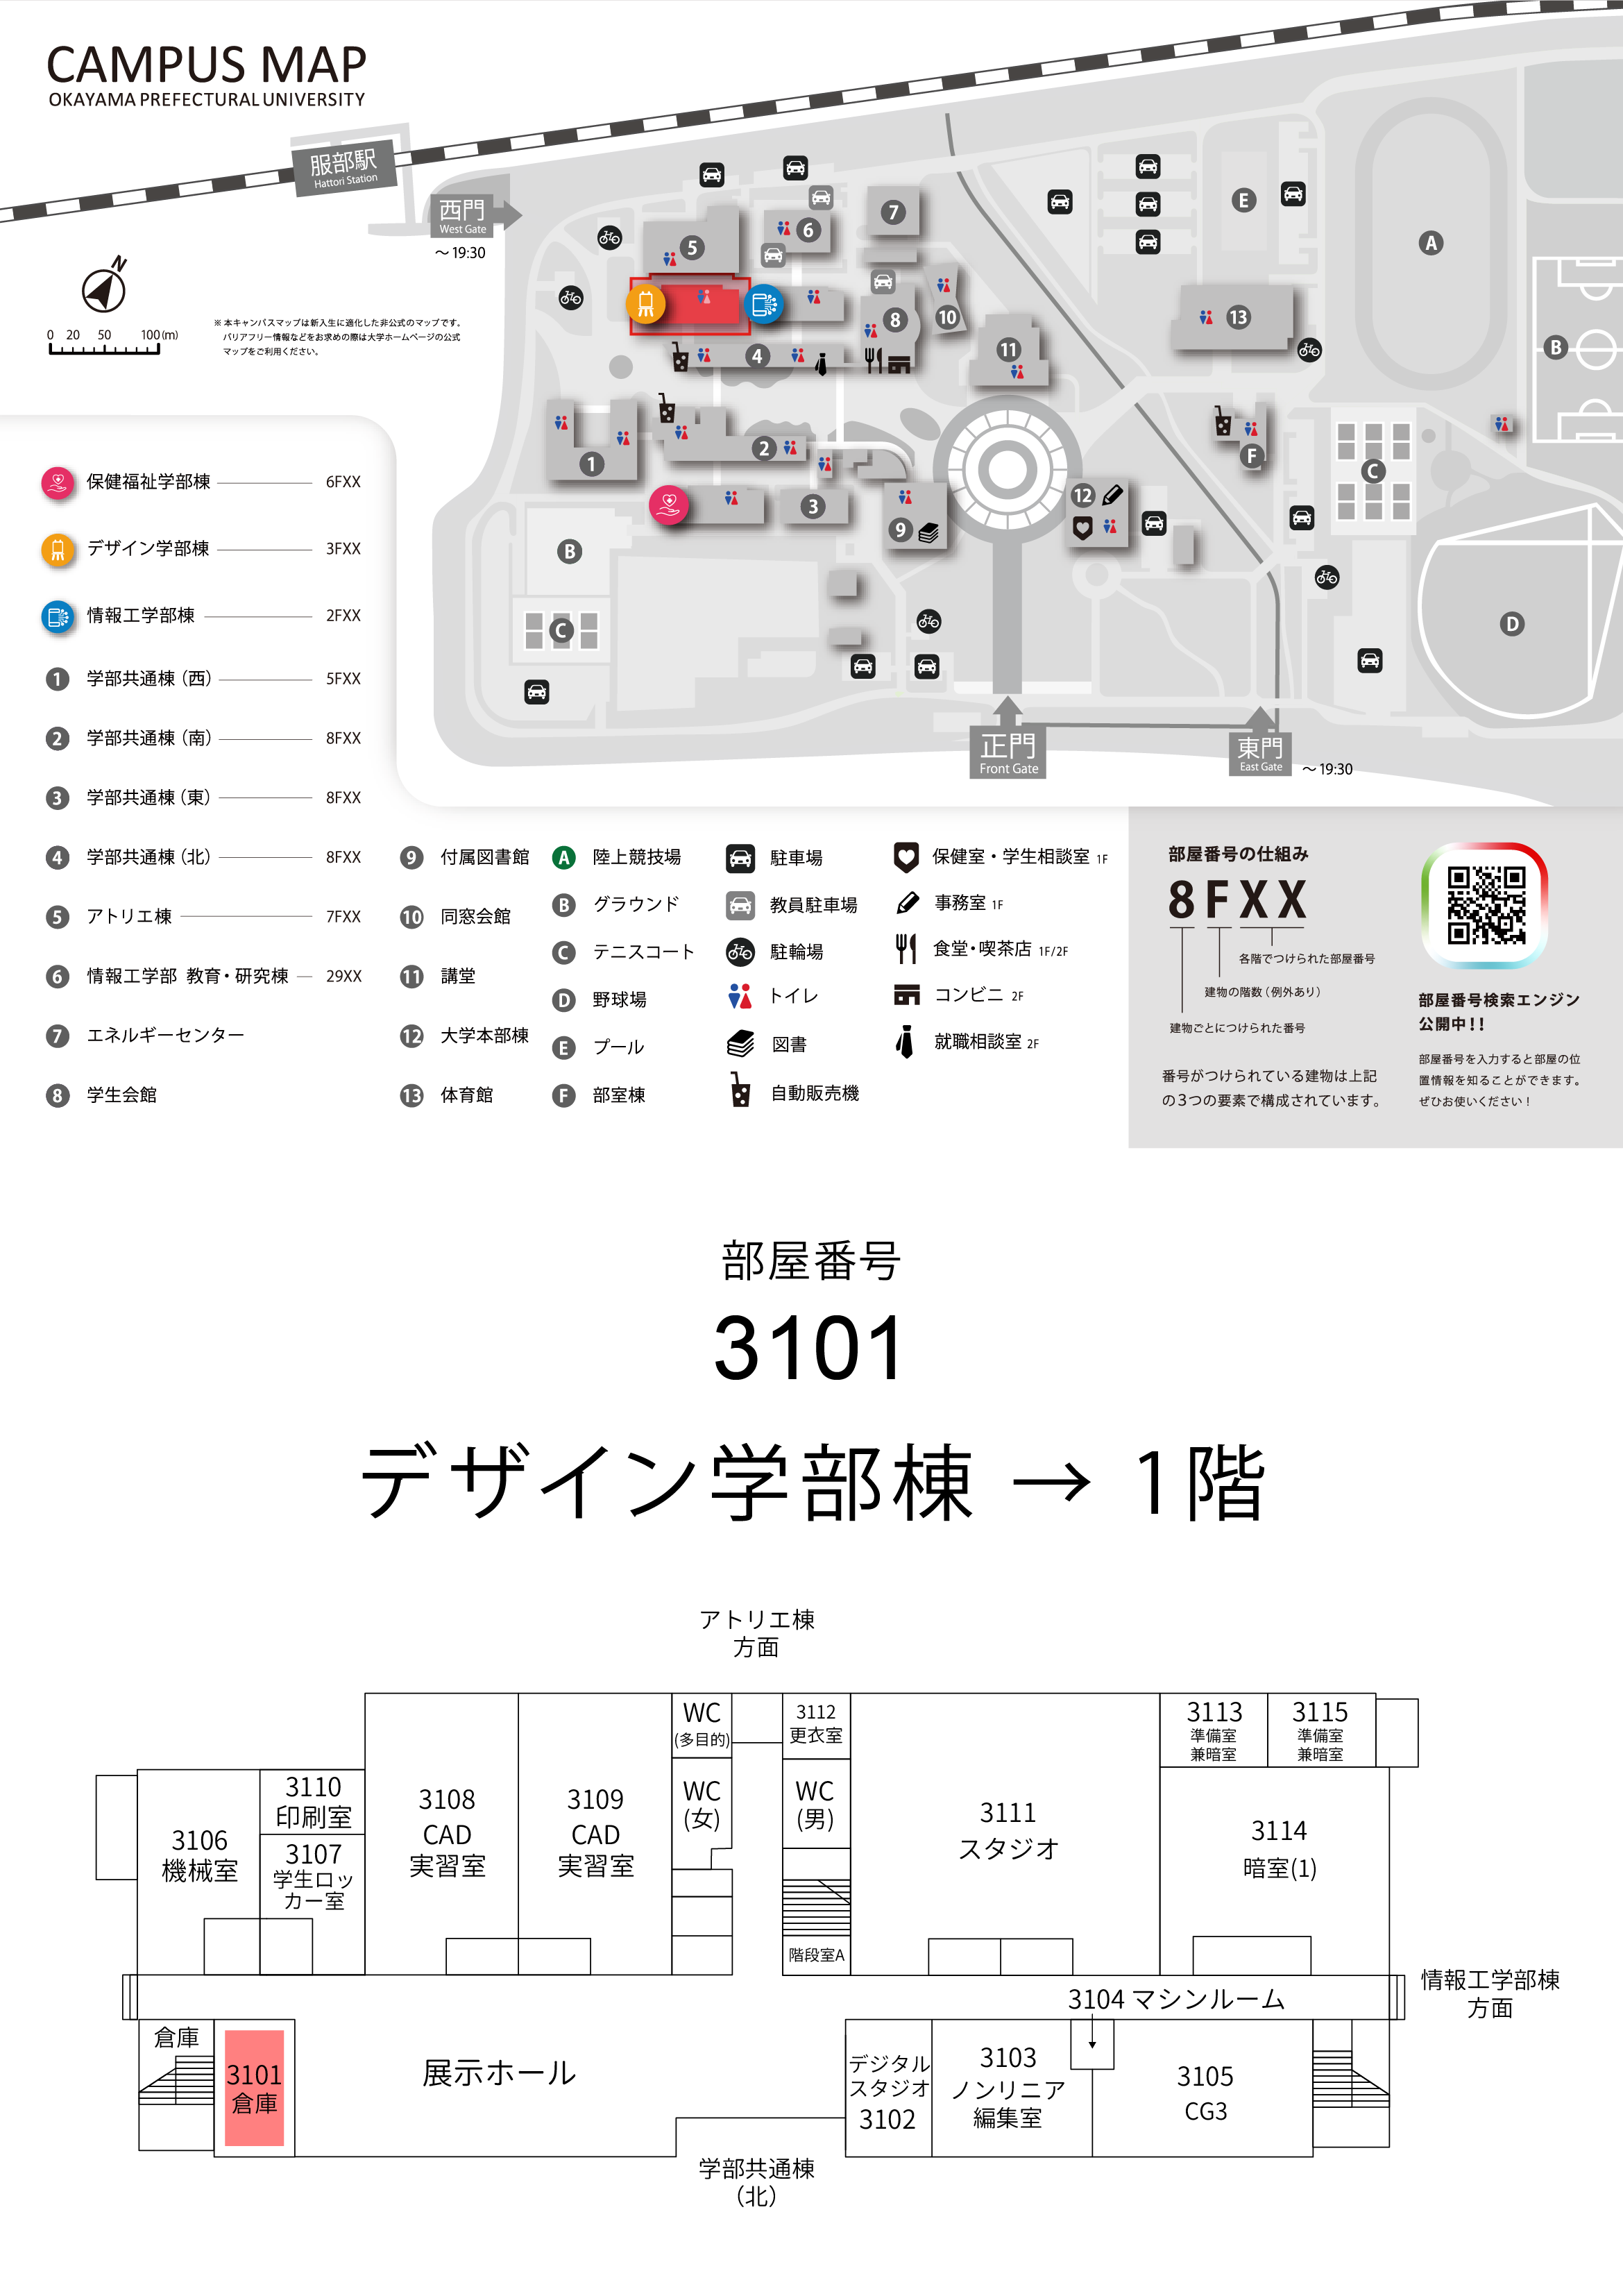 CAMPUS MAP
OKAYAMA PREFECTURAL UNIVERSITY
服部駅
Hattori Station
西門
West Gate
～19:30
N
0 20 50 100(m)
※ 本キャンパスマップは新入生に適化した非公式のマップです。
バリアフリー情報などをお求めの際は大学ホームページの公式
マップをご利用ください。
5
6
7
8
10
11
13
4
1
2
3
9
12
A
B
C
D
E
F
B
C
正門
Front Gate
東門
East Gate
～19:30
保健福祉学部棟 6FXX
デザイン学部棟 3FXX
情報工学部棟 2FXX
1 学部共通棟（西） 5FXX
2 学部共通棟（南） 8FXX
3 学部共通棟（東） 8FXX
4 学部共通棟（北） 8FXX
5 アトリエ棟 7FXX
6 情報工学部 教育・研究棟 29XX
7 エネルギーセンター
8 学生会館
9 付属図書館
10 同窓会館
11 講堂
12 大学本部棟
13 体育館
A 陸上競技場
B グラウンド
C テニスコート
D 野球場
E プール
F 部室棟
駐車場
教員駐車場
駐輪場
トイレ
図書
自動販売機
保健室・学生相談室 1F
事務室 1F
食堂・喫茶店 1F/2F
コンビニ 2F
就職相談室 2F
部屋番号の仕組み
8FXX
各階でつけられた部屋番号
建物の階数（例外あり）
建物ごとにつけられた番号
番号がつけられている建物は上記
の３つの要素で構成されています。
部屋番号検索エンジン
公開中！！
部屋番号を入力すると部屋の位
置情報を知ることができます。
ぜひお使いください！
部屋番号
3101
デザイン学部棟 → 1階
アトリエ棟
方面
WC
(多目的)
3112
更衣室
3113
準備室
兼暗室
3115
準備室
兼暗室
3110
印刷室
3106
機械室
3107
学生ロッ
カー室
3108
CAD
実習室
3109
CAD
実習室
WC
(女)
WC
(男)
3111
スタジオ
3114
暗室(1)
階段室A
情報工学部棟
方面
3104 マシンルーム
倉庫
3101
倉庫
展示ホール
デジタル
スタジオ
3102
3103
ノンリニア
編集室
3105
CG3
学部共通棟
（北）